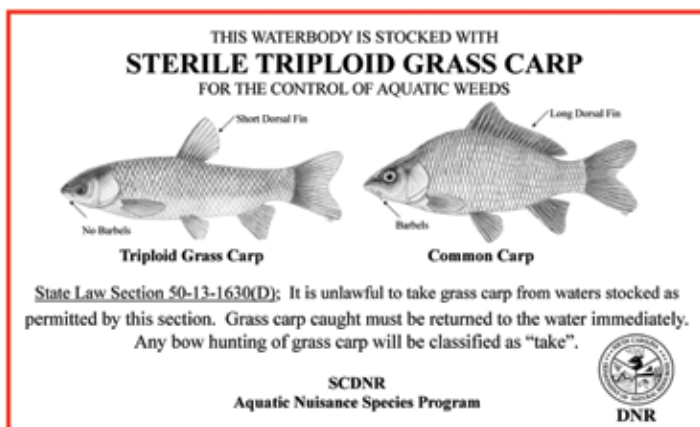 THIS WATERBODY IS STOCKED WITH
STERILE TRIPLOID GRASS CARP
FOR THE CONTROL OF AQUATIC WEEDS
Short Dorsal Fin
Long Dorsal Fin
No Barbels
Barbels
Triploid Grass Carp
Common Carp
State Law Section 50-13-1630(D); It is unlawful to take grass carp from waters stocked as
permitted by this section. Grass carp caught must be returned to the water immediately.
Any bow hunting of grass carp will be classified as “take”.
SCDNR
Aquatic Nuisance Species Program
DNR